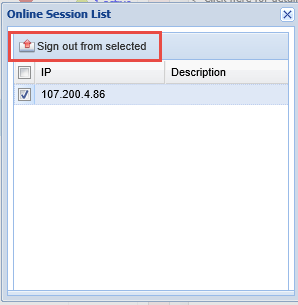 Online Session List
Sign out from selected
IP Description
107.200.4.86